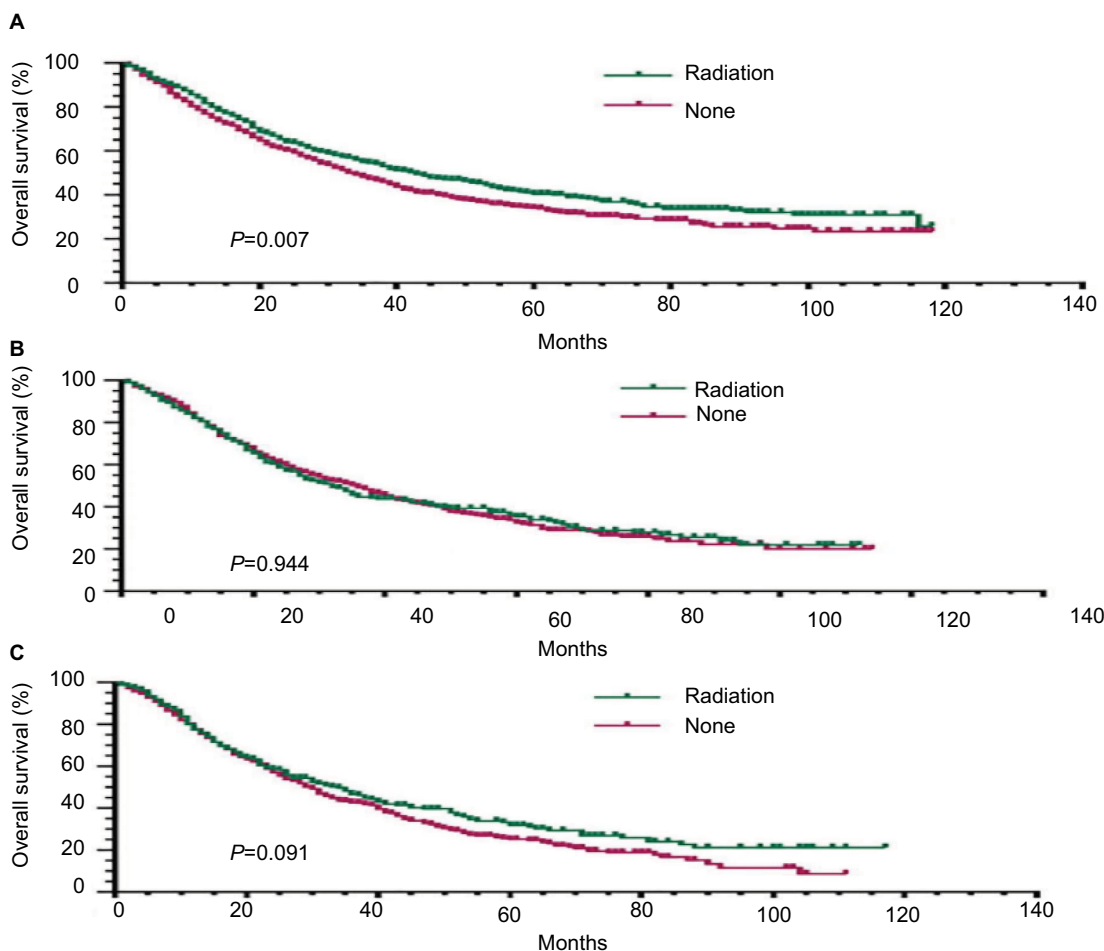 A
Overall survival (%)
100
80
60
40
20
0
Radiation
None
P=0.007
0 20 40 60 80 100 120 140
Months
B
Overall survival (%)
100
80
60
40
20
0
Radiation
None
P=0.944
0 20 40 60 80 100 120 140
Months
C
Overall survival (%)
100
80
60
40
20
0
Radiation
None
P=0.091
0 20 40 60 80 100 120 140
Months